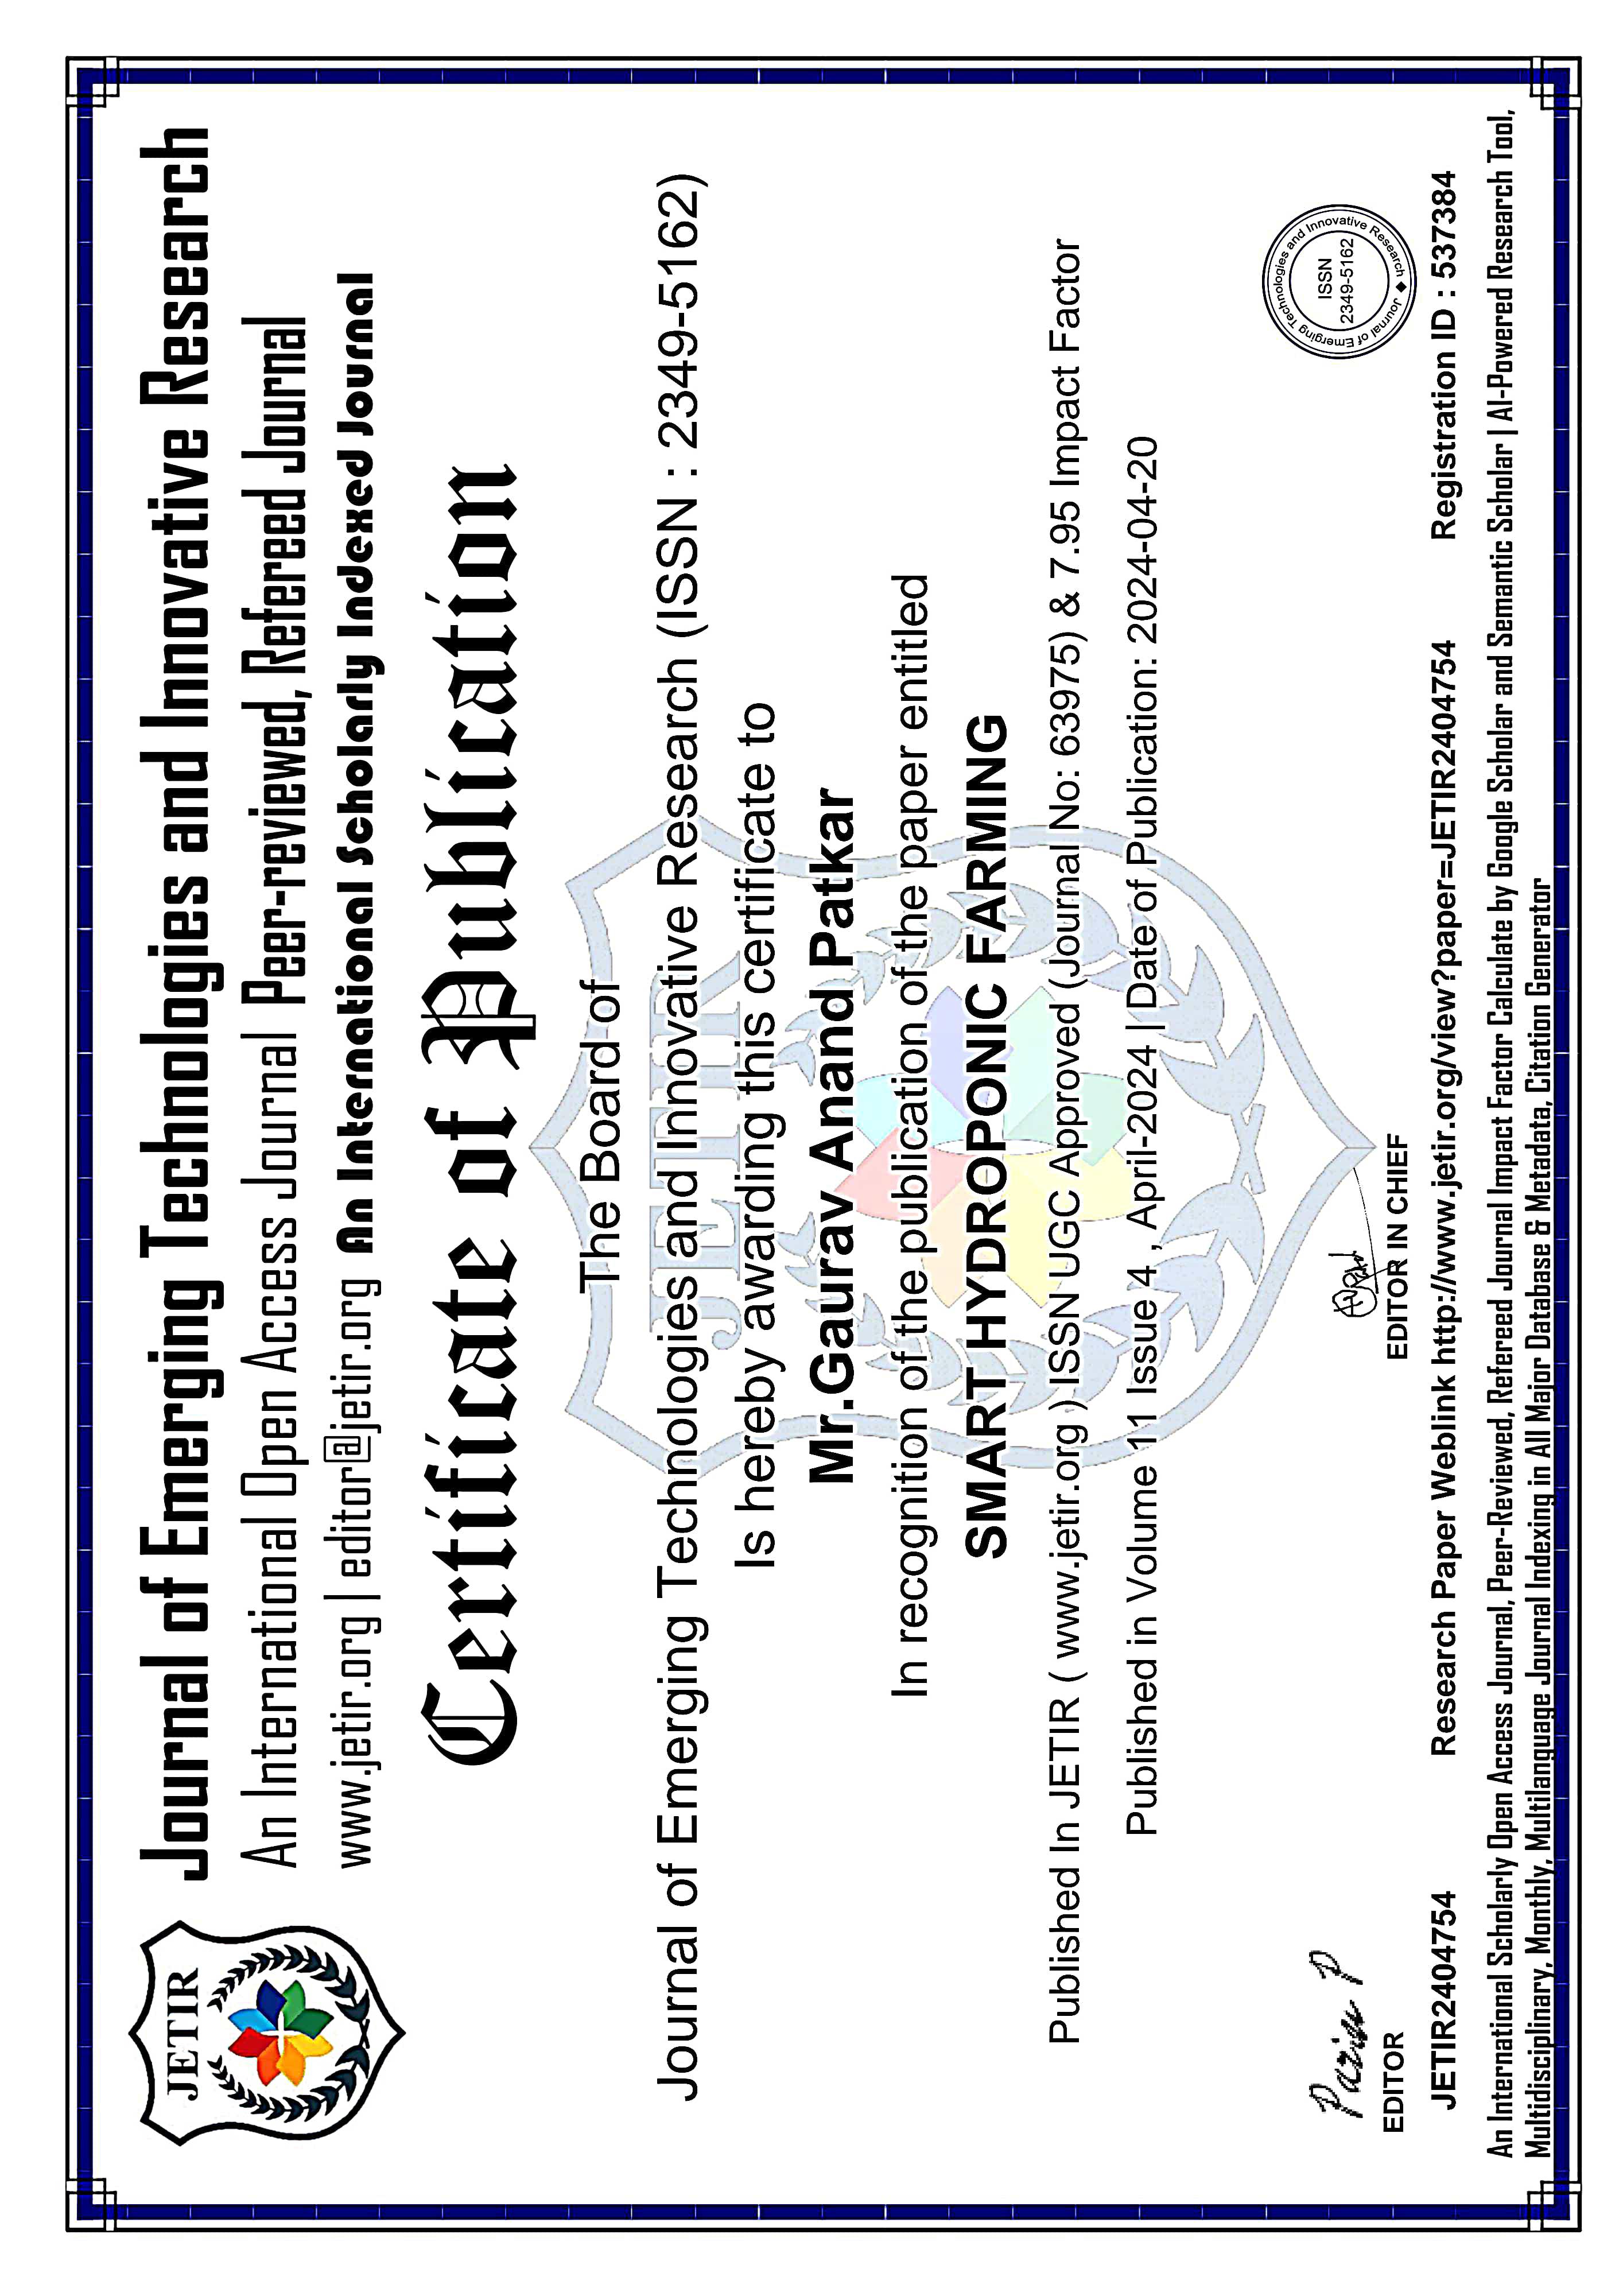 JETIR
Journal of Emerging Technologies and Innovative Research
An International Open Access Journal Peer-reviewed, Refereed Journal
www.jetir.org | editor@jetir.org An International Scholarly Indexed Journal
Certificate of Publication
The Board of
Journal of Emerging Technologies and Innovative Research (ISSN : 2349-5162)
JETIR
Is hereby awarding this certificate to
Mr.Gaurav Anand Patkar
In recognition of the publication of the paper entitled
SMART HYDROPONIC FARMING
Published In JETIR ( www.jetir.org ) ISSN UGC Approved (Journal No: 63975) & 7.95 Impact Factor
Published in Volume 11 Issue 4 , April-2024 | Date of Publication: 2024-04-20
Journal of Emerging Technologies and Innovative Research
ISSN
2349-5162
EDITOR
EDITOR IN CHIEF
JETIR2404754 Research Paper Weblink http://www.jetir.org/view?paper=JETIR2404754 Registration ID : 537384
An International Scholarly Open Access Journal, Peer-Reviewed, Refereed Journal Impact Factor Calculate by Google Scholar and Semantic Scholar | AI-Powered Research Tool,
Multidisciplinary, Monthly, Multilanguage Journal Indexing in All Major Database & Metadata, Citation Generator